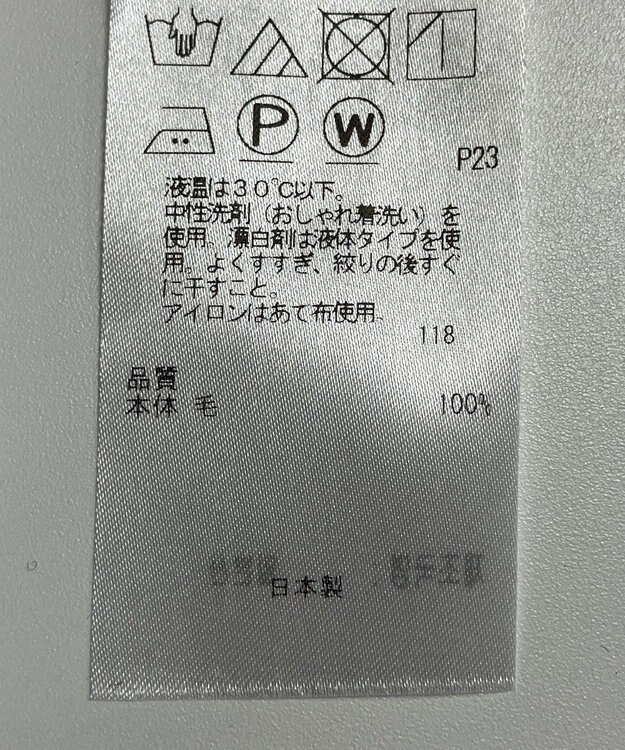 P W
P23
液温は30℃以下。
中性洗剤（おしゃれ着洗い）を
使用。漂白剤は液体タイプを使
用。よくすすぎ、絞りの後すぐ
に干すこと。
アイロンはあて布使用。
118
品質
本体 毛 100%
日本製